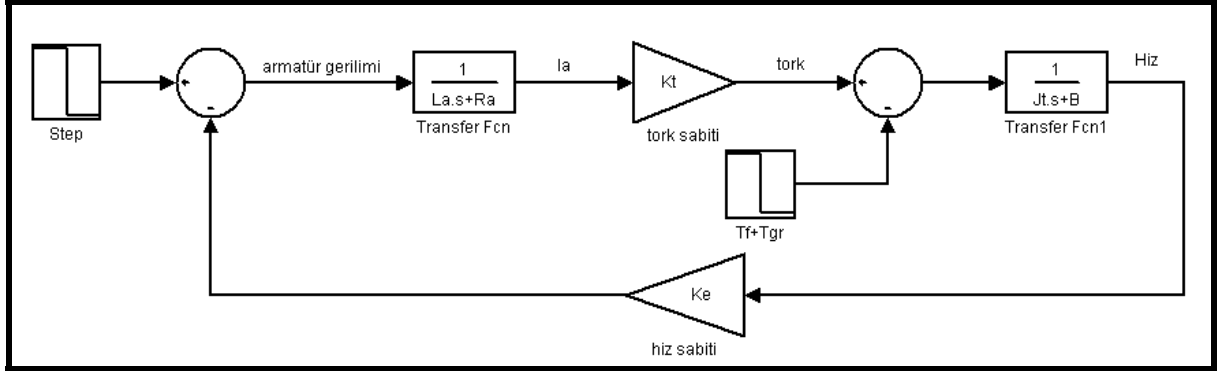 Step
armatür gerilimi
1
La.s+Ra
Transfer Fcn
Ia
Kt
tork sabiti
tork
Tf+Tgr
1
Jt.s+B
Transfer Fcn1
Hiz
Ke
hiz sabiti